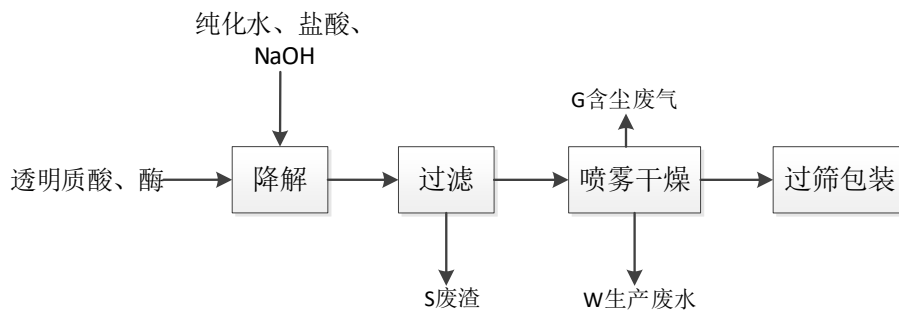 纯化水、盐酸、
NaOH
G含尘废气
透明质酸、酶
降解
过滤
喷雾干燥
过筛包装
S废渣
W生产废水